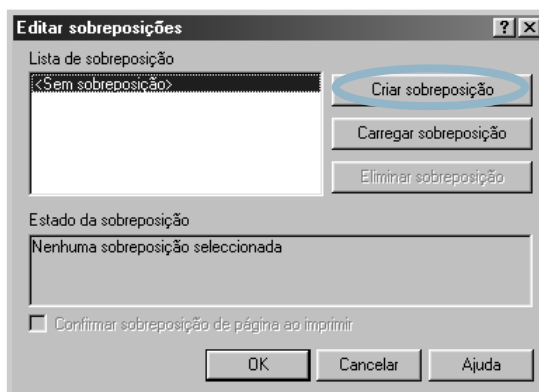 Editar sobreposições
Lista de sobreposição
<Sem sobreposição>
Criar sobreposição
Carregar sobreposição
Eliminar sobreposição
Estado da sobreposição
Nenhuma sobreposição seleccionada
Confirmar sobreposição de página ao imprimir
OK
Cancelar
Ajuda